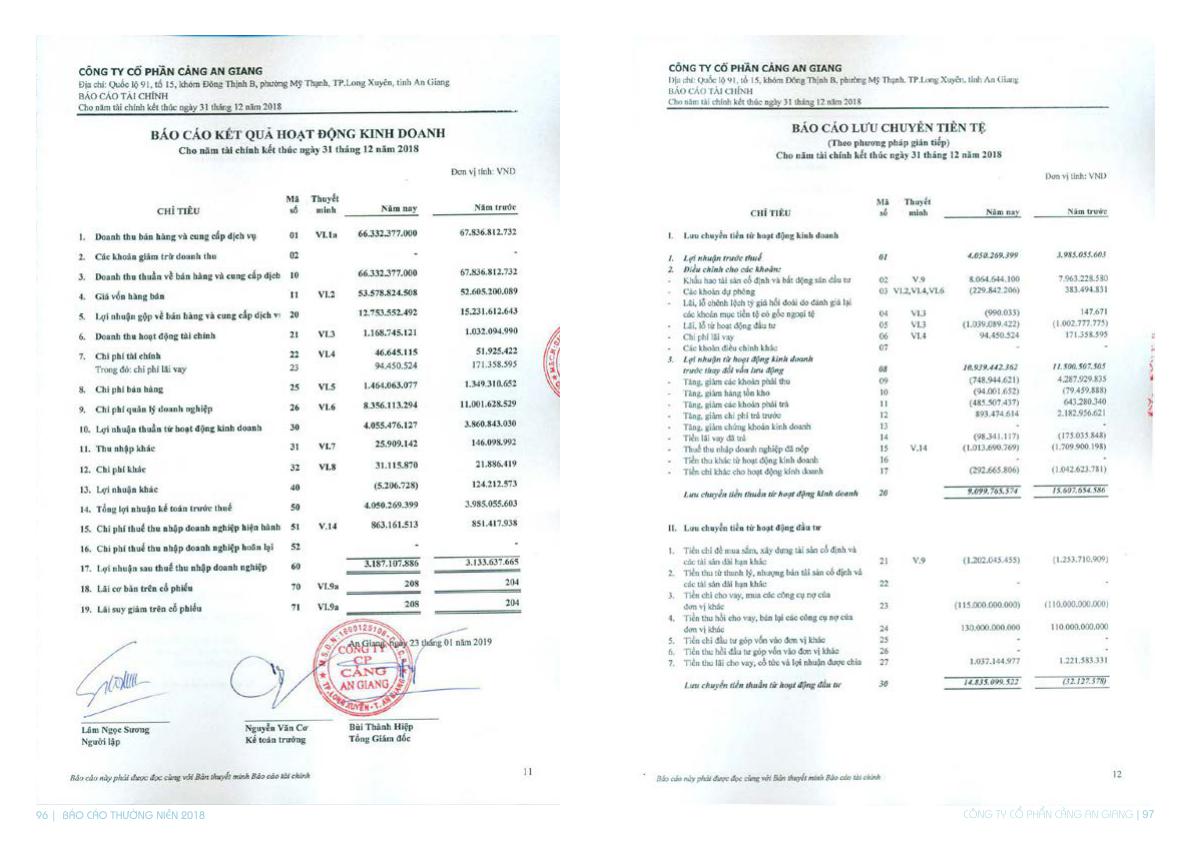 CÔNG TY CỔ PHẦN CẢNG AN GIANG
Địa chỉ: Quốc lộ 91, tổ 15, khóm Đông Thịnh B, phường Mỹ Thạnh, TP.Long Xuyên, tỉnh An Giang
BÁO CÁO TÀI CHÍNH
Cho năm tài chính kết thúc ngày 31 tháng 12 năm 2018
BÁO CÁO KẾT QUẢ HOẠT ĐỘNG KINH DOANH
Cho năm tài chính kết thúc ngày 31 tháng 12 năm 2018
Đơn vị tính: VND
CHỈ TIÊU Mã số Thuyết minh Năm nay Năm trước
1. Doanh thu bán hàng và cung cấp dịch vụ 01 VI.1a 66.332.377.000 67.836.812.732
2. Các khoản giảm trừ doanh thu 02 - -
3. Doanh thu thuần về bán hàng và cung cấp dịch 10 66.332.377.000 67.836.812.732
4. Giá vốn hàng bán 11 VI.2 53.578.824.508 52.605.200.089
5. Lợi nhuận gộp về bán hàng và cung cấp dịch v 20 12.753.552.492 15.231.612.643
6. Doanh thu hoạt động tài chính 21 VI.3 1.168.745.121 1.032.094.990
7. Chi phí tài chính 22 VI.4 46.645.115 51.925.422
Trong đó: chi phí lãi vay 23 94.450.524 171.358.595
8. Chi phí bán hàng 25 VI.5 1.464.063.077 1.349.310.652
9. Chi phí quản lý doanh nghiệp 26 VI.6 8.356.113.294 11.001.628.529
10. Lợi nhuận thuần từ hoạt động kinh doanh 30 4.055.476.127 3.860.843.030
11. Thu nhập khác 31 VI.7 25.909.142 146.098.992
12. Chi phí khác 32 VI.8 31.115.870 21.886.419
13. Lợi nhuận khác 40 (5.206.728) 124.212.573
14. Tổng lợi nhuận kế toán trước thuế 50 4.050.269.399 3.985.055.603
15. Chi phí thuế thu nhập doanh nghiệp hiện hành 51 V.14 863.161.513 851.417.938
16. Chi phí thuế thu nhập doanh nghiệp hoãn lại 52 - -
17. Lợi nhuận sau thuế thu nhập doanh nghiệp 60 3.187.107.886 3.133.637.665
18. Lãi cơ bản trên cổ phiếu 70 VI.9a 208 204
19. Lãi suy giảm trên cổ phiếu 71 VI.9a 208 204
An Giang, ngày 23 tháng 01 năm 2019
CÔNG TY
CP
CẢNG
AN GIANG
Lâm Ngọc Sương
Người lập
Nguyễn Văn Cơ
Kế toán trưởng
Bùi Thành Hiệp
Tổng Giám đốc
Báo cáo này phải được đọc cùng với Bản thuyết minh Báo cáo tài chính
11
96 | BÁO CÁO THƯỜNG NIÊN 2018
CÔNG TY CỔ PHẦN CẢNG AN GIANG
Địa chỉ: Quốc lộ 91, tổ 15, khóm Đông Thịnh B, phường Mỹ Thạnh, TP.Long Xuyên, tỉnh An Giang
BÁO CÁO TÀI CHÍNH
Cho năm tài chính kết thúc ngày 31 tháng 12 năm 2018
BÁO CÁO LƯU CHUYỂN TIỀN TỆ
(Theo phương pháp gián tiếp)
Cho năm tài chính kết thúc ngày 31 tháng 12 năm 2018
Đơn vị tính: VND
CHỈ TIÊU Mã số Thuyết minh Năm nay Năm trước
I. Lưu chuyển tiền từ hoạt động kinh doanh
1. Lợi nhuận trước thuế 01 4.050.269.399 3.985.055.603
2. Điều chỉnh cho các khoản:
- Khấu hao tài sản cố định và bất động sản đầu tư 02 V.9 8.064.644.100 7.963.228.580
- Các khoản dự phòng 03 VI.2,VI.4,VI.6 (229.842.206) 383.494.831
- Lãi, lỗ chênh lệch tỷ giá hối đoái do đánh giá lại
các khoản mục tiền tệ có gốc ngoại tệ 04 VI.3 (990.033) 147.671
- Lãi, lỗ từ hoạt động đầu tư 05 VI.3 (1.039.089.422) (1.002.777.775)
- Chi phí lãi vay 06 VI.4 94.450.524 171.358.595
- Các khoản điều chỉnh khác 07 - -
3. Lợi nhuận từ hoạt động kinh doanh
trước thay đổi vốn lưu động 08 10.939.442.362 11.500.507.505
- Tăng, giảm các khoản phải thu 09 (748.944.621) 4.287.929.835
- Tăng, giảm hàng tồn kho 10 (94.001.652) (79.459.888)
- Tăng, giảm các khoản phải trả 11 (485.507.437) 643.280.340
- Tăng, giảm chi phí trả trước 12 893.474.614 2.182.956.621
- Tăng, giảm chứng khoán kinh doanh 13 - -
- Tiền lãi vay đã trả 14 (98.341.117) (175.035.848)
- Thuế thu nhập doanh nghiệp đã nộp 15 V.14 (1.013.690.769) (1.709.900.198)
- Tiền thu khác từ hoạt động kinh doanh 16 - -
- Tiền chi khác cho hoạt động kinh doanh 17 (292.665.806) (1.042.623.781)
Lưu chuyển tiền thuần từ hoạt động kinh doanh 20 9.099.765.574 15.607.654.586
II. Lưu chuyển tiền từ hoạt động đầu tư
1. Tiền chi để mua sắm, xây dựng tài sản cố định và
các tài sản dài hạn khác 21 V.9 (1.202.045.455) (1.253.710.909)
2. Tiền thu từ thanh lý, nhượng bán tài sản cố định và
các tài sản dài hạn khác 22 - -
3. Tiền chi cho vay, mua các công cụ nợ của
đơn vị khác 23 (115.000.000.000) (110.000.000.000)
4. Tiền thu hồi cho vay, bán lại các công cụ nợ của
đơn vị khác 24 130.000.000.000 110.000.000.000
5. Tiền chi đầu tư góp vốn vào đơn vị khác 25 - -
6. Tiền thu hồi đầu tư góp vốn vào đơn vị khác 26 - -
7. Tiền thu lãi cho vay, cổ tức và lợi nhuận được chia 27 1.037.144.977 1.221.583.331
Lưu chuyển tiền thuần từ hoạt động đầu tư 30 14.835.099.522 (32.127.578)
Báo cáo này phải được đọc cùng với Bản thuyết minh Báo cáo tài chính
12
CÔNG TY CỔ PHẦN CẢNG AN GIANG | 97